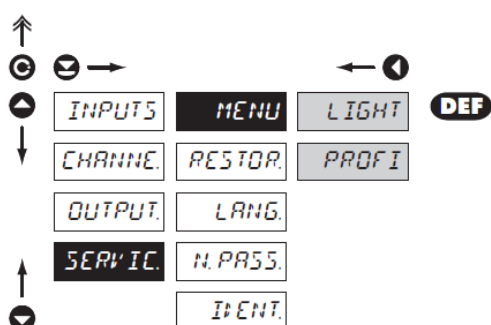 INPUTS MENU LIGHT DEF
CHANNE. RESTOR. PROFI
OUTPUT. LANG.
SERVIC. N. PASS.
IDENT.